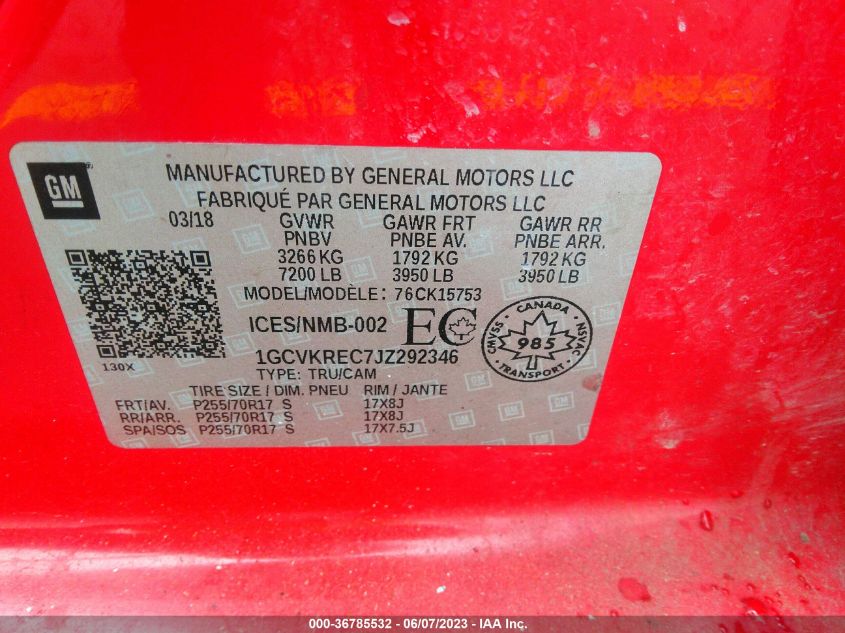 GM
MANUFACTURED BY GENERAL MOTORS LLC
FABRIQUÉ PAR GENERAL MOTORS LLC
03/18 GVWR GAWR FRT GAWR RR
PNBV PNBE AV. PNBE ARR.
3266 KG 1792 KG 1792 KG
7200 LB 3950 LB 3950 LB
MODEL/MODÈLE: 76CK15753
ICES/NMB-002 EC
CANADA
CMVSS 985 NSVAC
TRANSPORT
130X
1GCVKREC7JZ292346
TYPE: TRU/CAM
TIRE SIZE / DIM. PNEU RIM / JANTE
FRT/AV. P255/70R17 S 17X8J
RR/ARR. P255/70R17 S 17X8J
SPA/SOS P255/70R17 S 17X7.5J
000-36785532 - 06/07/2023 - IAA Inc.